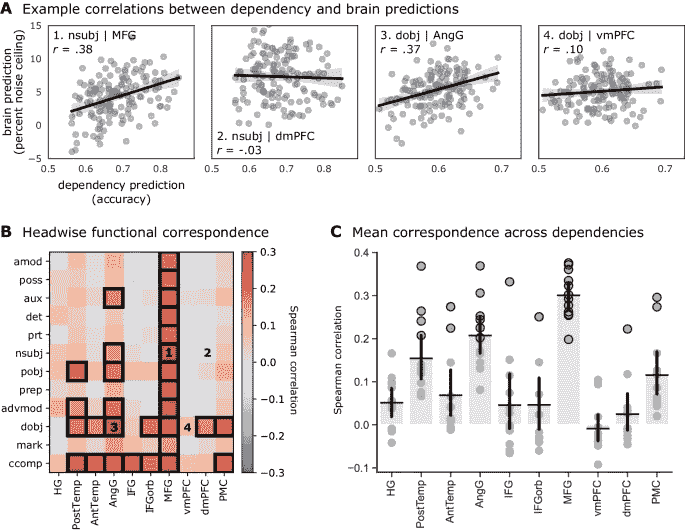 A Example correlations between dependency and brain predictions
brain prediction
(percent noise ceiling)
15
10
5
0
−5
1. nsubj | MFG
r = .38
2. nsubj | dmPFC
r = -.03
3. dobj | AngG
r = .37
4. dobj | vmPFC
r = .10
0.5 0.6 0.7 0.8 0.9
0.5 0.6 0.7 0.8 0.9
0.5 0.6 0.7
0.5 0.6 0.7
dependency prediction
(accuracy)
B Headwise functional correspondence
amod
poss
aux
det
prt
nsubj
pobj
prep
advmod
dobj
mark
ccomp
1
2
3
4
HG
PostTemp
AntTemp
AngG
IFG
IFGorb
MFG
vmPFC
dmPFC
PMC
0.3
0.2
0.1
0.0
−0.1
−0.2
−0.3
Spearman correlation
C Mean correspondence across dependencies
Spearman correlation
0.4
0.3
0.2
0.1
0.0
−0.1
HG
PostTemp
AntTemp
AngG
IFG
IFGorb
MFG
vmPFC
dmPFC
PMC